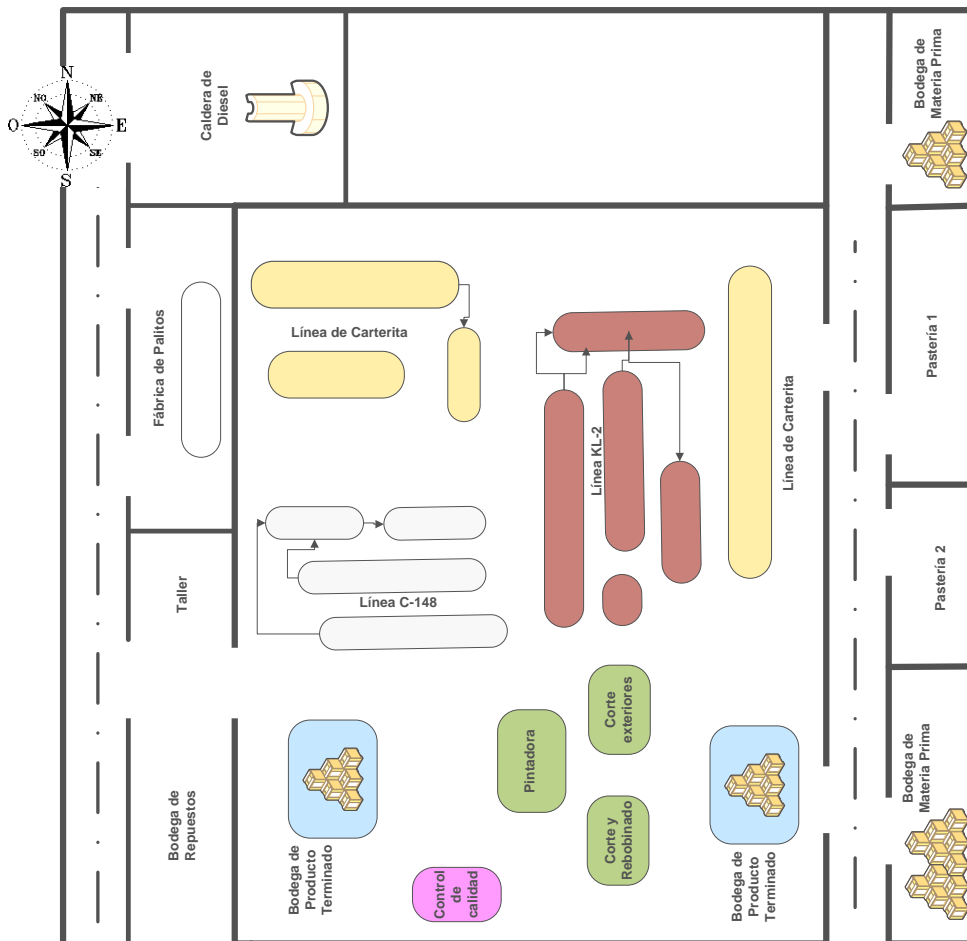 N
NO
NE
O
E
SO
SE
S
Caldera de
Diesel
Bodega de
Materia Prima
Fábrica de Palitos
Línea de Carterita
Línea KL-2
Línea de Carterita
Pastería 1
Línea C-148
Taller
Pastería 2
Corte
exteriores
Pintadora
Bodega de
Materia Prima
Bodega de
Repuestos
Corte y
Rebobinado
Bodega de
Producto
Terminado
Control
de
calidad
Bodega de
Producto
Terminado